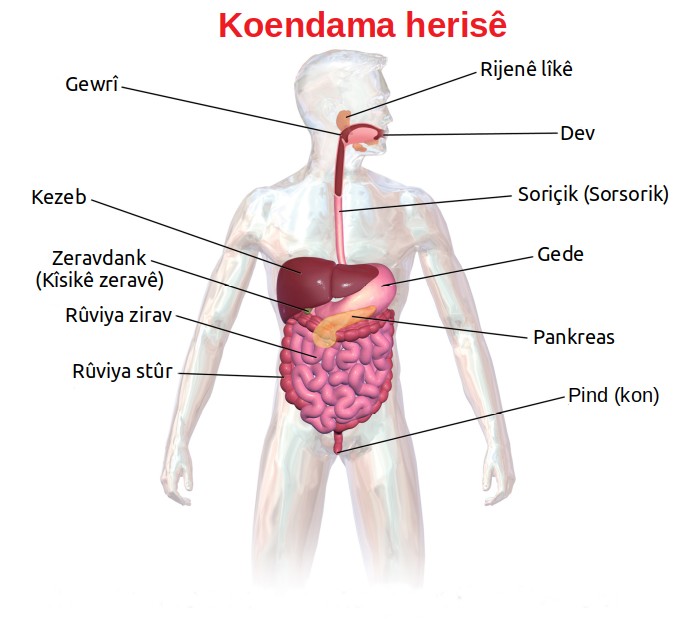 Koendama herisê
Gewrî
Rijenê lîkê
Dev
Kezeb
Soriçik (Sorsorik)
Zeravdank
(Kîsikê zeravê)
Gede
Rûviya zirav
Pankreas
Rûviya stûr
Pind (kon)